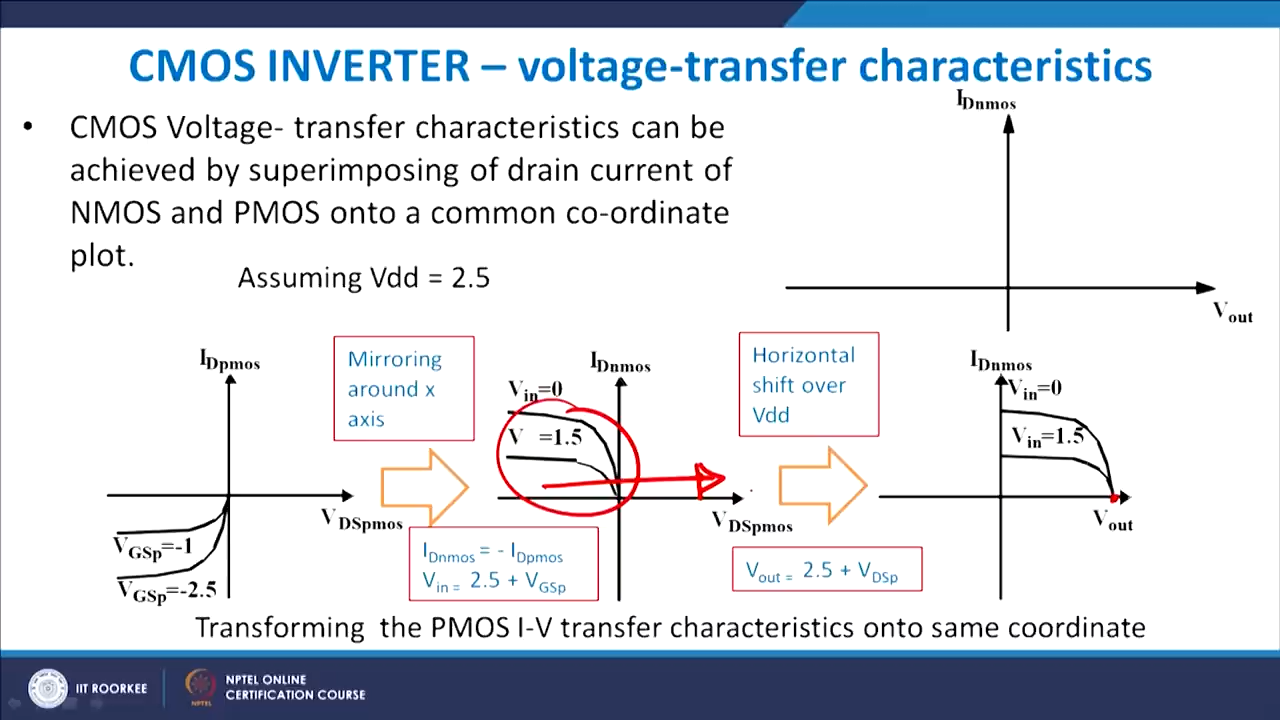 CMOS INVERTER – voltage-transfer characteristics
• CMOS Voltage- transfer characteristics can be
achieved by superimposing of drain current of
NMOS and PMOS onto a common co-ordinate
plot.
Assuming Vdd = 2.5
IDnmos
Vout
IDpmos
VDSpmos
VGSp=-1
VGSp=-2.5
Mirroring
around x
axis
IDnmos = - IDpmos
Vin = 2.5 + VGSp
IDnmos
Vin=0
V =1.5
VDSpmos
Horizontal
shift over
Vdd
Vout = 2.5 + VDSp
IDnmos
Vin=0
Vin=1.5
Vout
Transforming the PMOS I-V transfer characteristics onto same coordinate
IIT ROORKEE
NPTEL
NPTEL ONLINE
CERTIFICATION COURSE